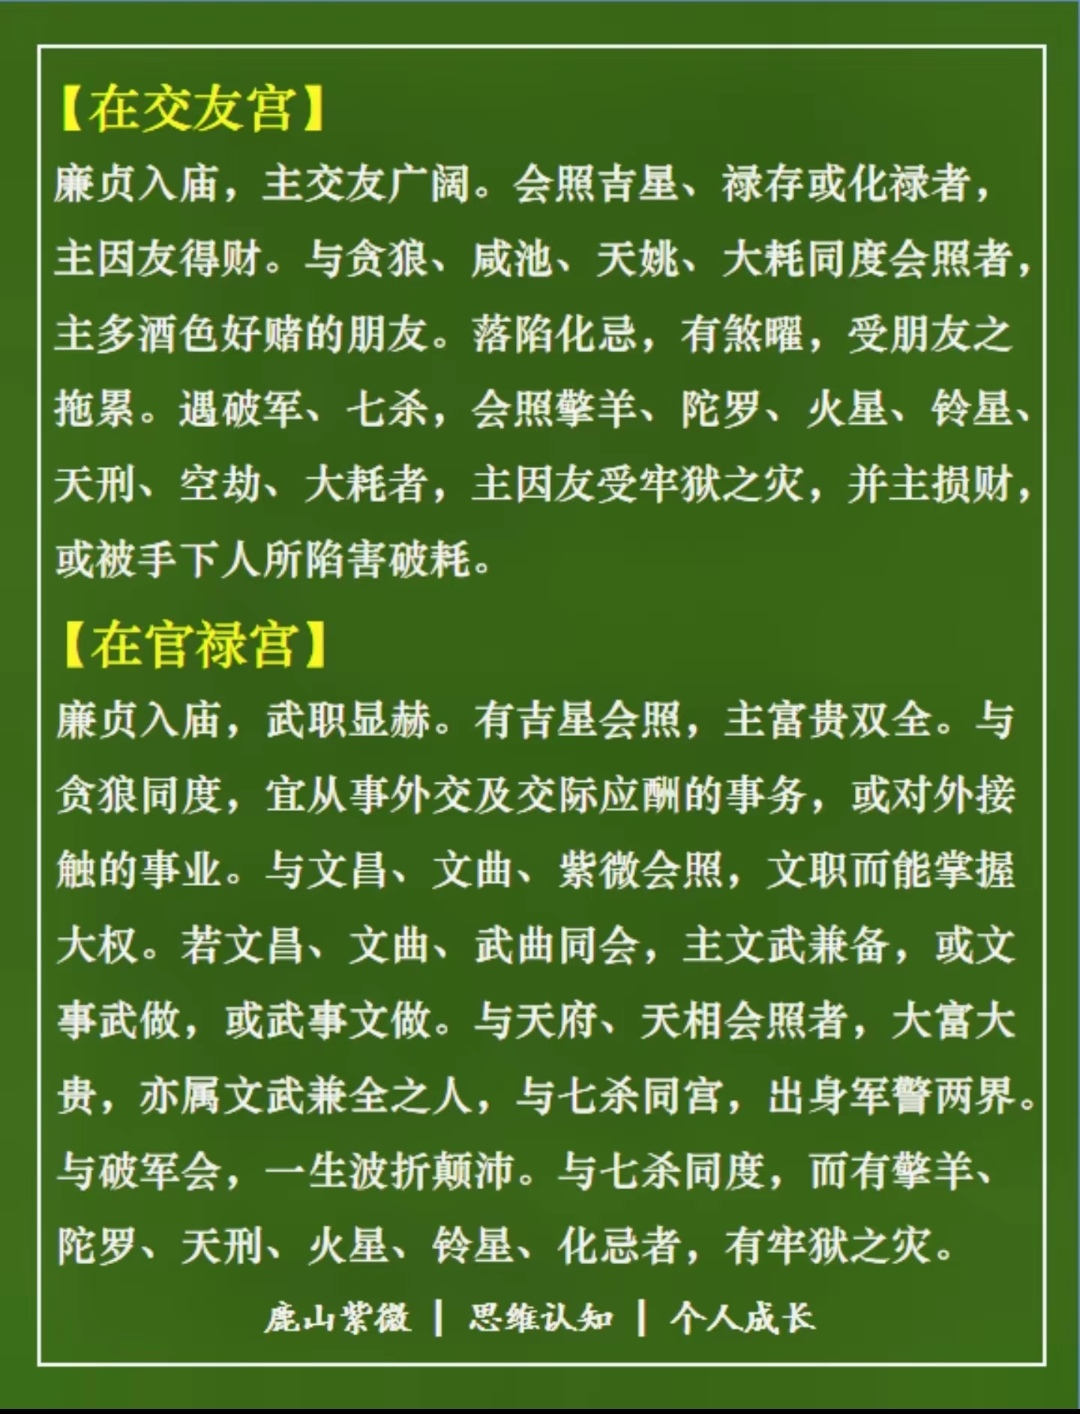 【在交友宫】
廉贞入庙，主交友广阔。会照吉星、禄存或化禄者，
主因友得财。与贪狼、咸池、天姚、大耗同度会照者，
主多酒色好赌的朋友。落陷化忌，有煞曜，受朋友之
拖累。遇破军、七杀，会照擎羊、陀罗、火星、铃星、
天刑、空劫、大耗者，主因友受牢狱之灾，并主损财，
或被手下人所陷害破耗。
【在官禄宫】
廉贞入庙，武职显赫。有吉星会照，主富贵双全。与
贪狼同度，宜从事外交及交际应酬的事务，或对外接
触的事业。与文昌、文曲、紫微会照，文职而能掌握
大权。若文昌、文曲、武曲同会，主文武兼备，或文
事武做，或武事文做。与天府、天相会照者，大富大
贵，亦属文武兼全之人，与七杀同宫，出身军警两界。
与破军会，一生波折颠沛。与七杀同度，而有擎羊、
陀罗、天刑、火星、铃星、化忌者，有牢狱之灾。
鹿山紫微 | 思维认知 | 个人成长